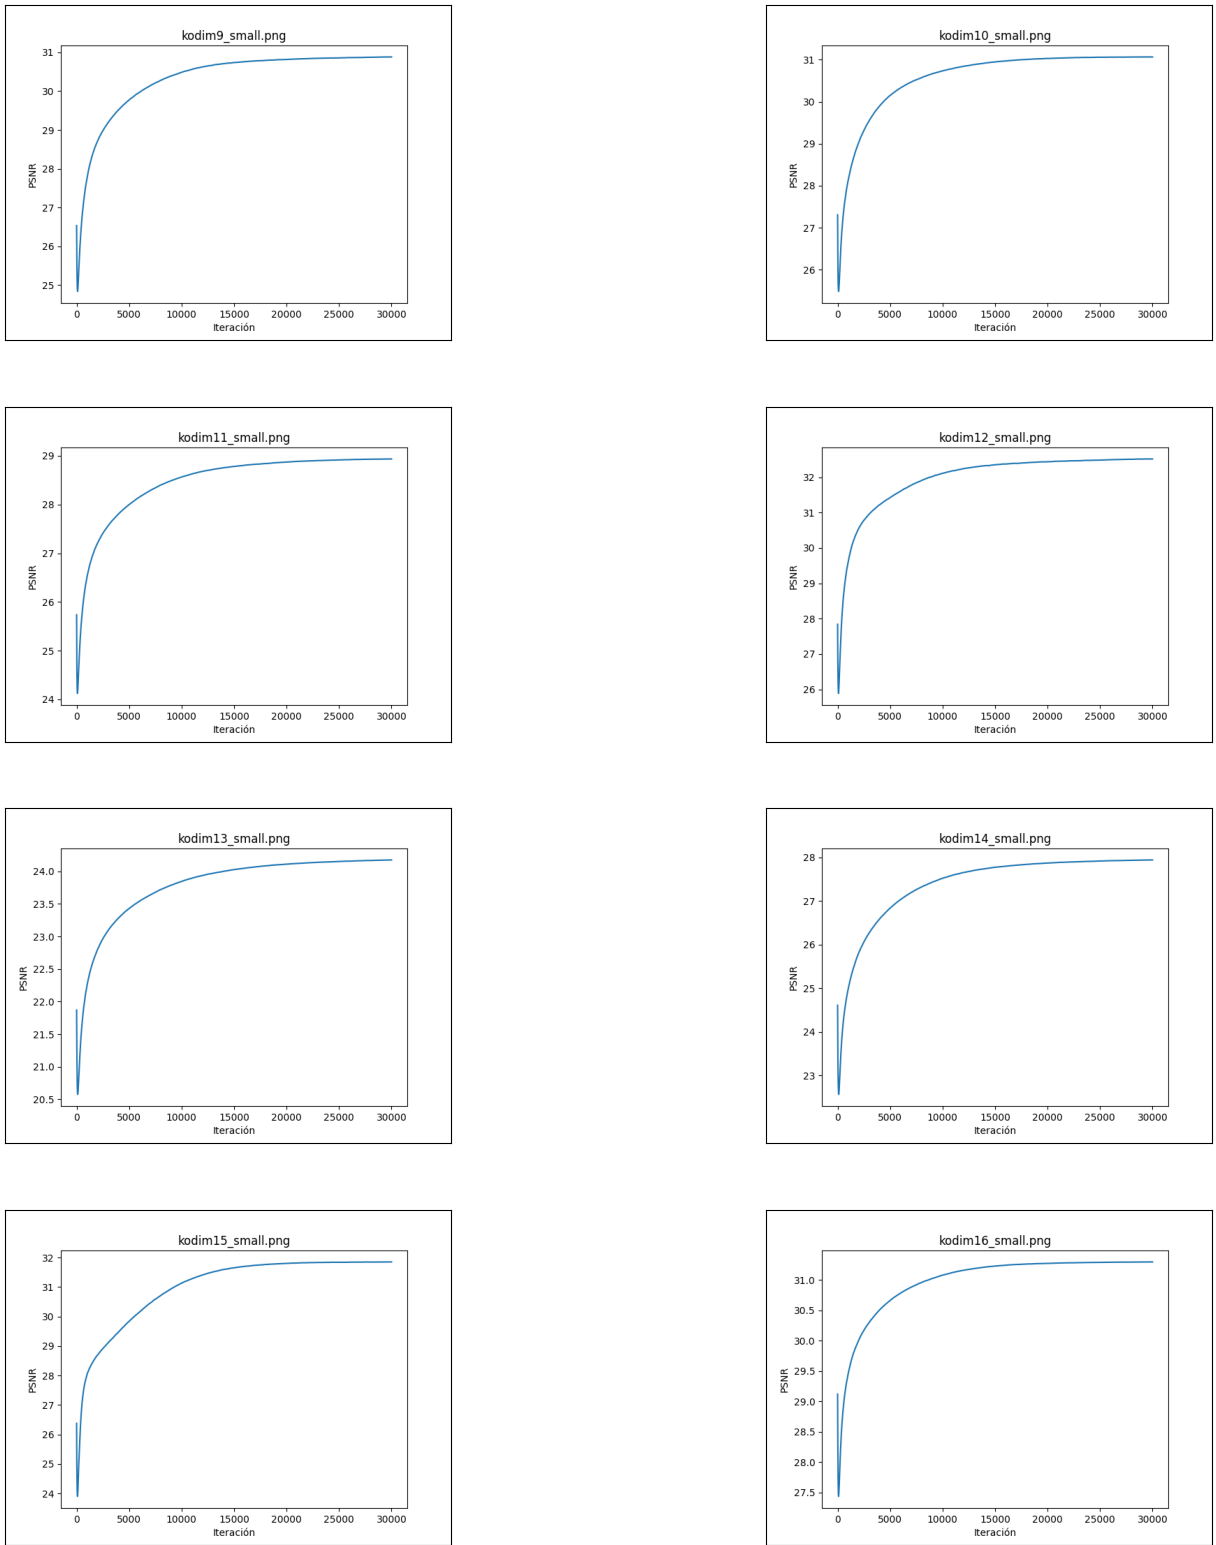 kodim9_small.png
31
30
29
28
27
26
25
PSNR
0 5000 10000 15000 20000 25000 30000
Iteración
kodim10_small.png
31
30
29
28
27
26
PSNR
0 5000 10000 15000 20000 25000 30000
Iteración
kodim11_small.png
29
28
27
26
25
24
PSNR
0 5000 10000 15000 20000 25000 30000
Iteración
kodim12_small.png
32
31
30
29
28
27
26
PSNR
0 5000 10000 15000 20000 25000 30000
Iteración
kodim13_small.png
24.0
23.5
23.0
22.5
22.0
21.5
21.0
20.5
PSNR
0 5000 10000 15000 20000 25000 30000
Iteración
kodim14_small.png
28
27
26
25
24
23
PSNR
0 5000 10000 15000 20000 25000 30000
Iteración
kodim15_small.png
32
31
30
29
28
27
26
25
24
PSNR
0 5000 10000 15000 20000 25000 30000
Iteración
kodim16_small.png
31.0
30.5
30.0
29.5
29.0
28.5
28.0
27.5
PSNR
0 5000 10000 15000 20000 25000 30000
Iteración